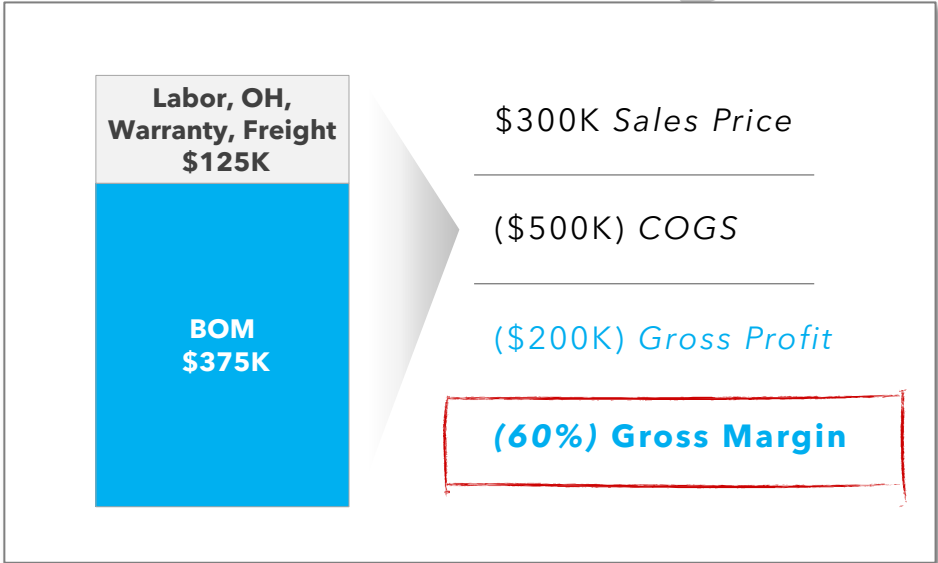 Labor, OH,
Warranty, Freight
$125K
BOM
$375K
$300K Sales Price
($500K) COGS
($200K) Gross Profit
(60%) Gross Margin